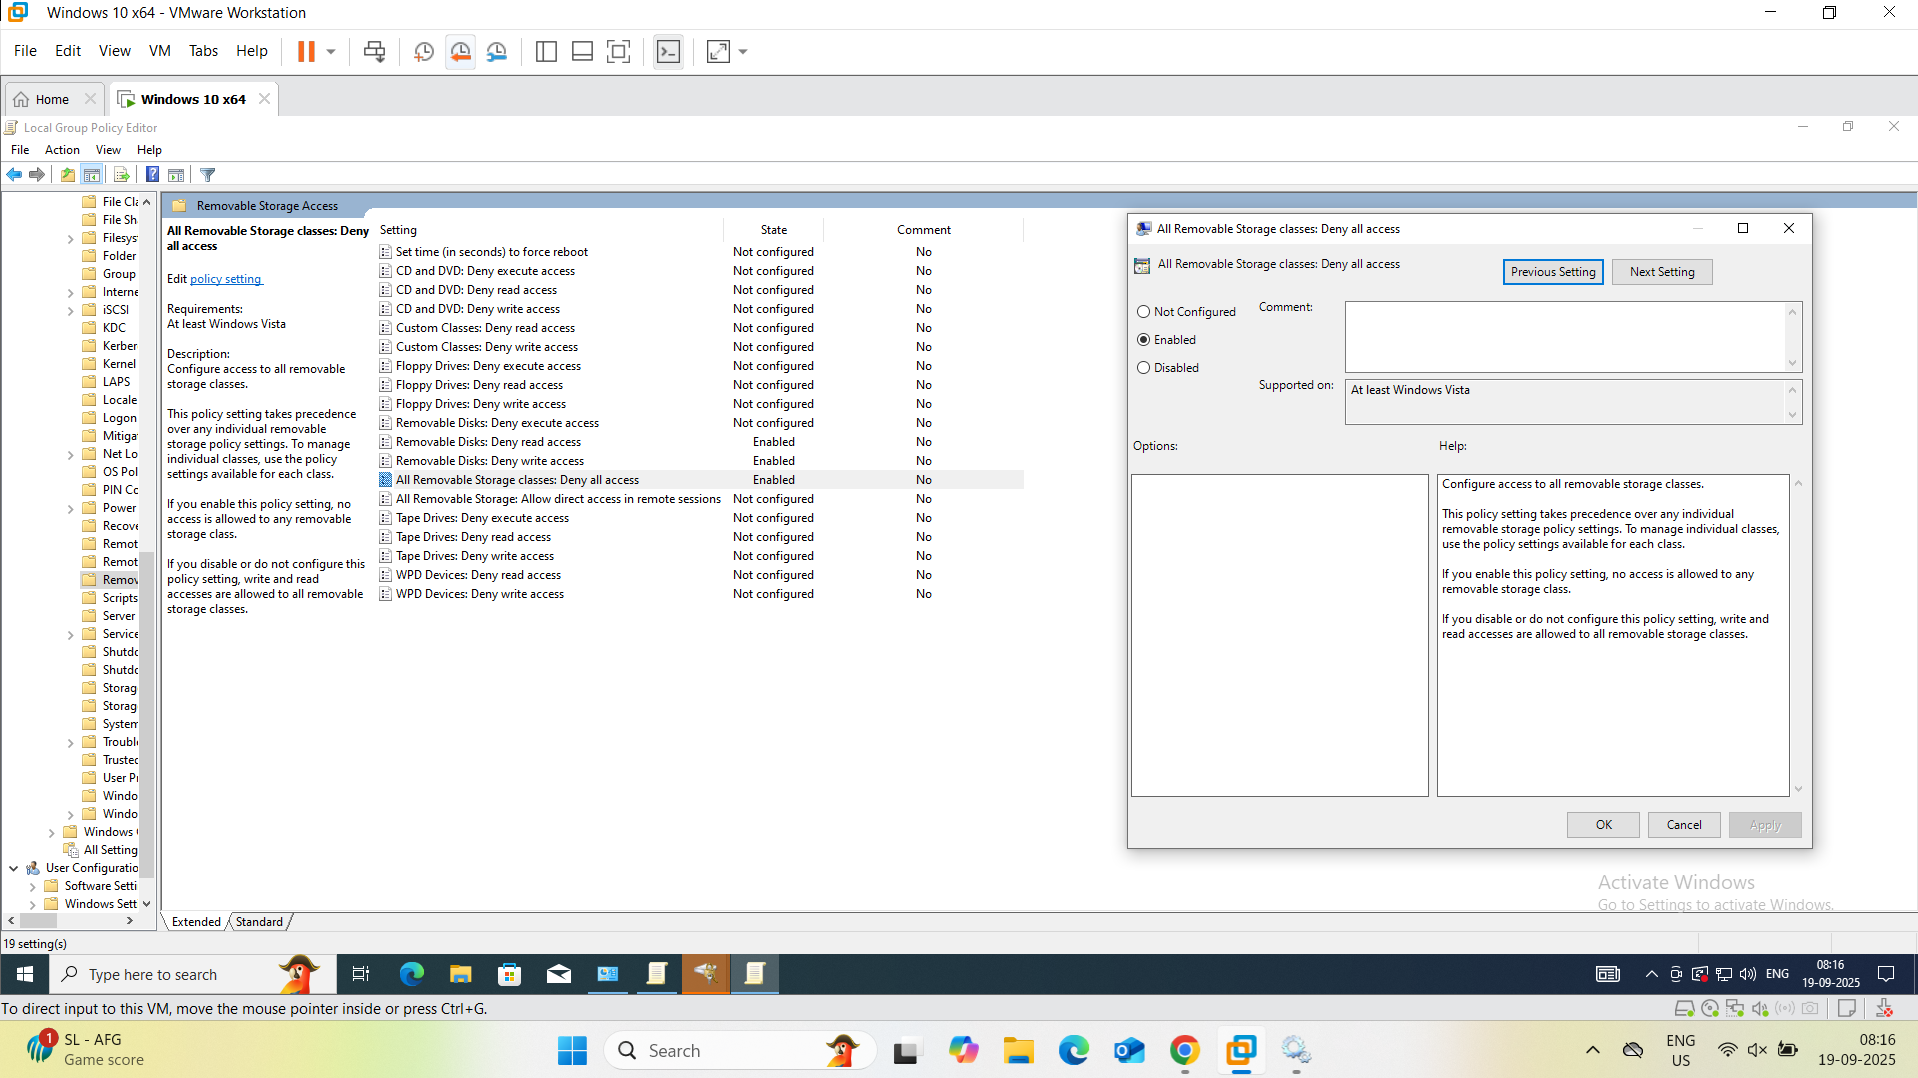 Windows 10 x64 - VMware Workstation
File Edit View VM Tabs Help
Home
Windows 10 x64
Local Group Policy Editor
File Action View Help
File Cla
File Sh
Filesys
Folder
Group
Interne
iSCSI
KDC
Kerber
Kernel
LAPS
Locale
Logon
Mitigat
Net Lo
OS Pol
PIN Co
Power
Recove
Remot
Remot
Remov
Scripts
Server
Service
Shutdo
Shutdo
Storag
Storag
System
Troubl
Trustec
User Pr
Windo
Windo
Windows
All Setting
User Configuratio
Software Setti
Windows Sett
Removable Storage Access
All Removable Storage classes: Deny
all access
Edit policy setting
Requirements:
At least Windows Vista
Description:
Configure access to all removable
storage classes.
This policy setting takes precedence
over any individual removable
storage policy settings. To manage
individual classes, use the policy
settings available for each class.
If you enable this policy setting, no
access is allowed to any removable
storage class.
If you disable or do not configure this
policy setting, write and read
accesses are allowed to all removable
storage classes.
Setting State Comment
Set time (in seconds) to force reboot Not configured No
CD and DVD: Deny execute access Not configured No
CD and DVD: Deny read access Not configured No
CD and DVD: Deny write access Not configured No
Custom Classes: Deny read access Not configured No
Custom Classes: Deny write access Not configured No
Floppy Drives: Deny execute access Not configured No
Floppy Drives: Deny read access Not configured No
Floppy Drives: Deny write access Not configured No
Removable Disks: Deny execute access Not configured No
Removable Disks: Deny read access Enabled No
Removable Disks: Deny write access Enabled No
All Removable Storage classes: Deny all access Enabled No
All Removable Storage: Allow direct access in remote sessions Not configured No
Tape Drives: Deny execute access Not configured No
Tape Drives: Deny read access Not configured No
Tape Drives: Deny write access Not configured No
WPD Devices: Deny read access Not configured No
WPD Devices: Deny write access Not configured No
All Removable Storage classes: Deny all access
All Removable Storage classes: Deny all access
Previous Setting Next Setting
Not Configured
Enabled
Disabled
Comment:
Supported on:
At least Windows Vista
Options:
Help:
Configure access to all removable storage classes.
This policy setting takes precedence over any individual
removable storage policy settings. To manage individual classes,
use the policy settings available for each class.
If you enable this policy setting, no access is allowed to any
removable storage class.
If you disable or do not configure this policy setting, write and
read accesses are allowed to all removable storage classes.
OK Cancel Apply
Activate Windows
Go to Settings to activate Windows.
Extended Standard
19 setting(s)
Type here to search
ENG
08:16
19-09-2025
To direct input to this VM, move the mouse pointer inside or press Ctrl+G.
1
SL - AFG
Game score
Search
ENG
US
08:16
19-09-2025